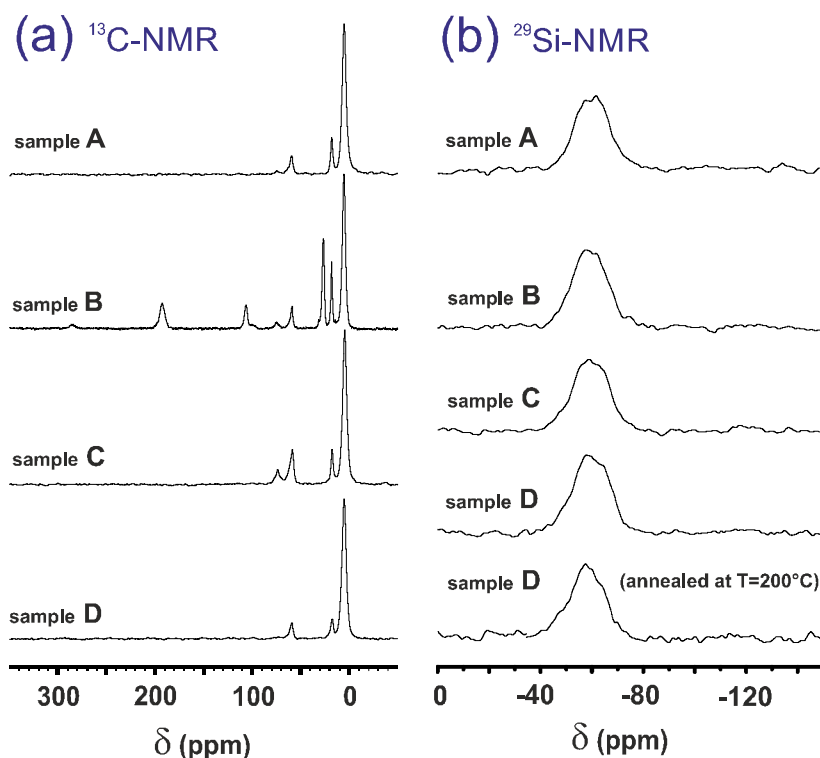 (a) ¹³C-NMR
sample A
sample B
sample C
sample D
300 200 100 0
δ (ppm)
(b) ²⁹Si-NMR
sample A
sample B
sample C
sample D
sample D (annealed at T=200°C)
0 -40 -80 -120
δ (ppm)